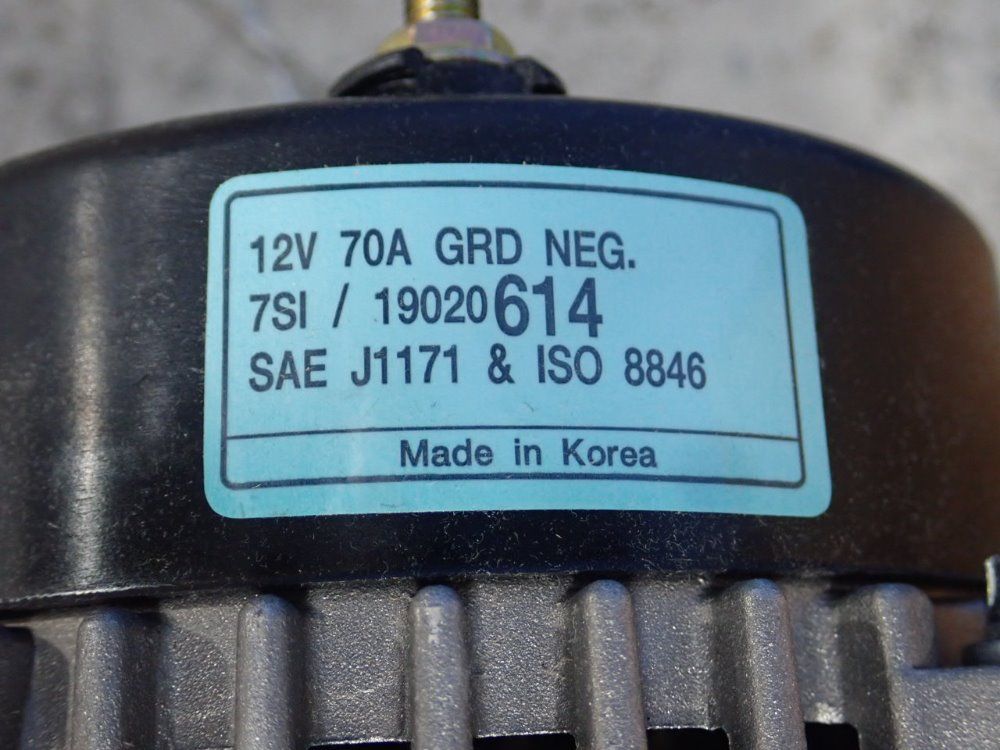 12V 70A GRD NEG.
7SI / 19020614
SAE J1171 & ISO 8846
Made in Korea